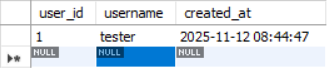 user_id username created_at
1 tester 2025-11-12 08:44:47
NULL NULL NULL